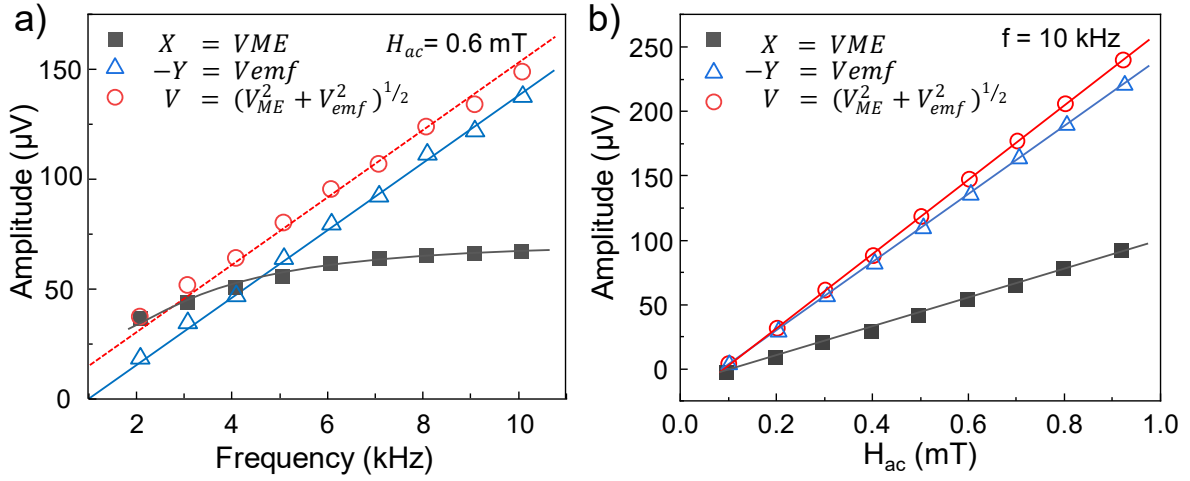 a)
X = VME
−Y = Vemf
V = (V²_ME + V²_emf)^1/2
H_ac = 0.6 mT
150
100
50
0
Amplitude (μV)
2 4 6 8 10
Frequency (kHz)
b)
X = VME
−Y = Vemf
V = (V²_ME + V²_emf)^1/2
f = 10 kHz
250
200
150
100
50
0
Amplitude (μV)
0.0 0.2 0.4 0.6 0.8 1.0
H_ac (mT)